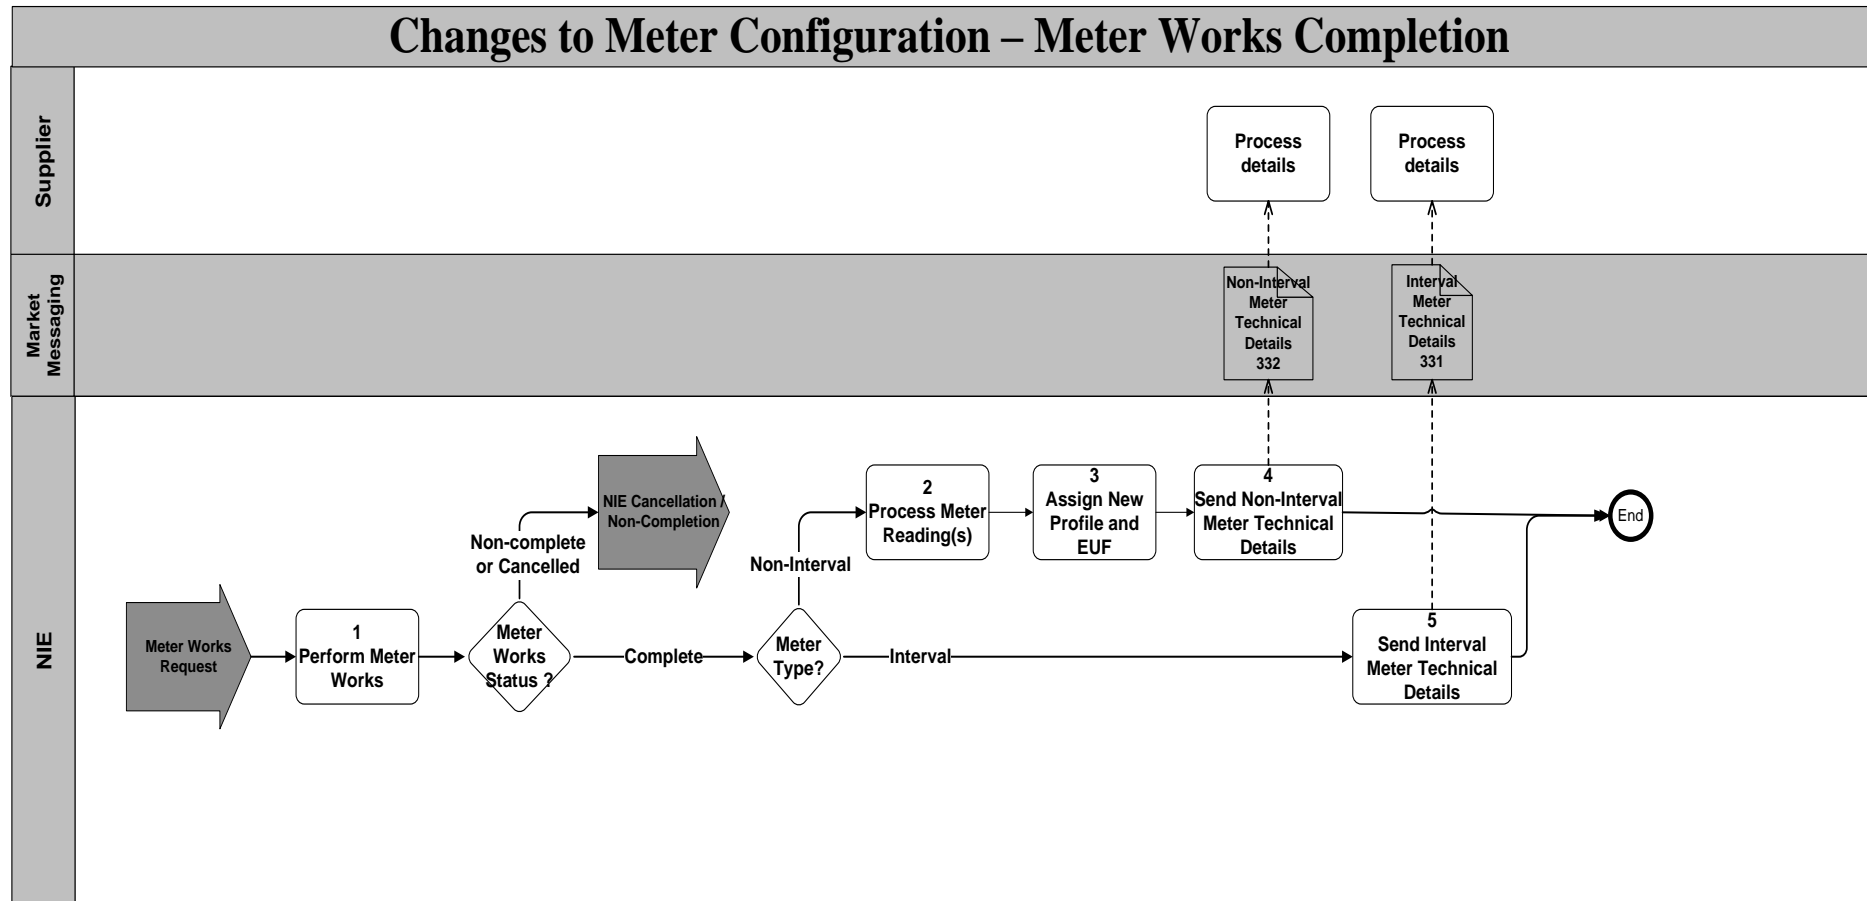 Changes to Meter Configuration – Meter Works Completion
Supplier
Process
details
Process
details
Market
Messaging
Non-Interval
Meter
Technical
Details
332
Interval
Meter
Technical
Details
331
NIE
Meter Works
Request
1
Perform Meter
Works
Meter
Works
Status ?
Non-complete
or Cancelled
NIE Cancellation /
Non-Completion
Complete
Meter
Type?
Non-Interval
2
Process Meter
Reading(s)
3
Assign New
Profile and
EUF
4
Send Non-Interval
Meter Technical
Details
Interval
5
Send Interval
Meter Technical
Details
End